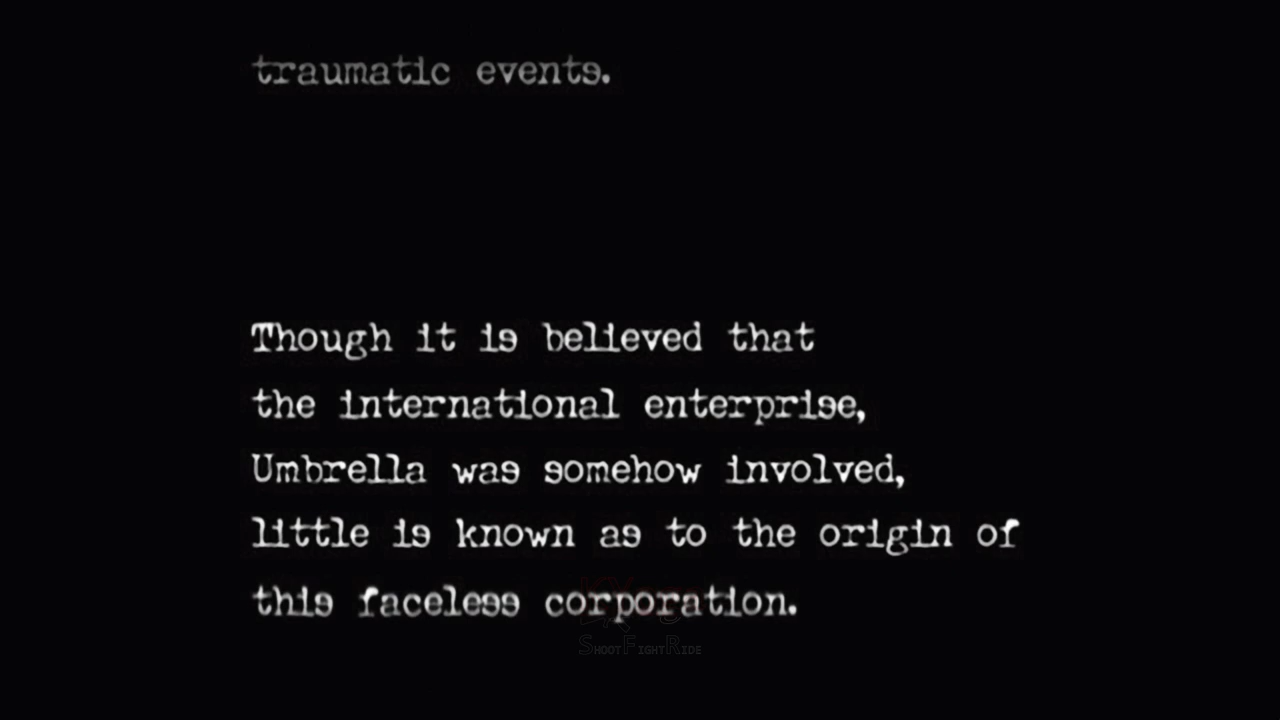 traumatic events.
Though it is believed that
the international enterprise,
Umbrella was somehow involved,
little is known as to the origin of
this faceless corporation.
ShootFightRide